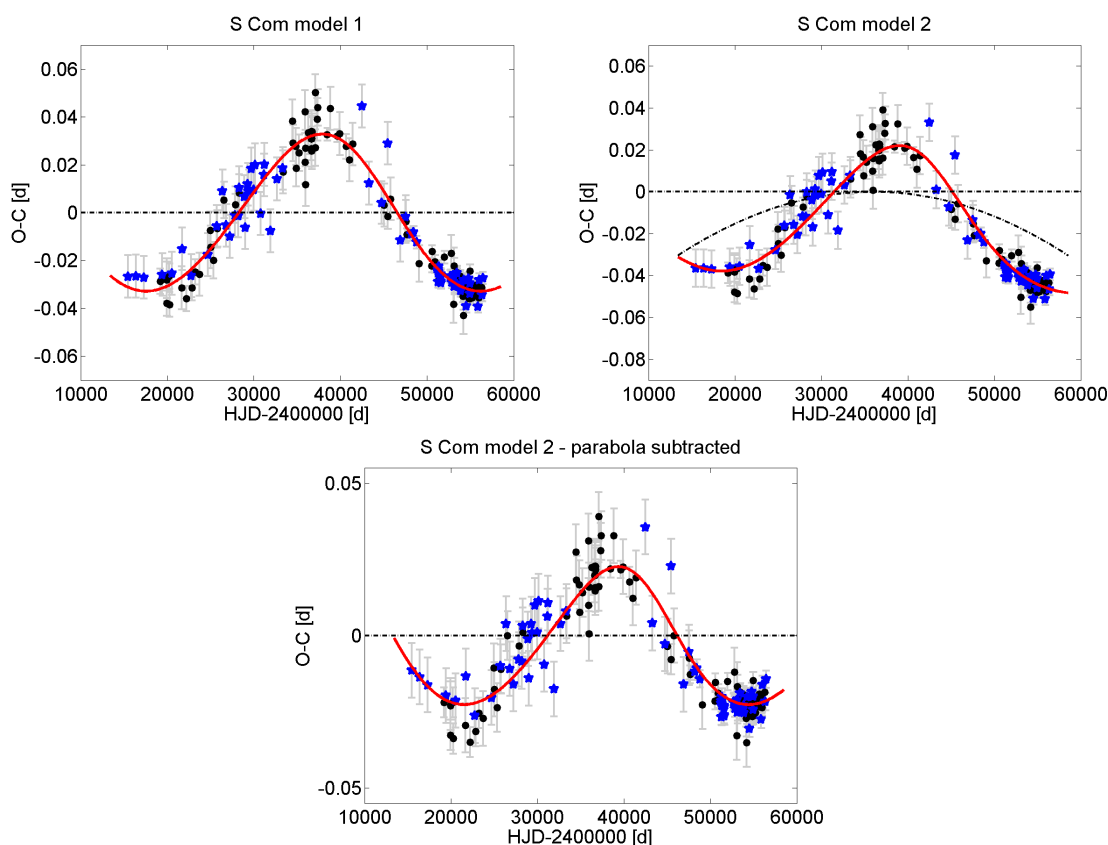 S Com model 1
O-C [d]
0.06
0.04
0.02
0
-0.02
-0.04
-0.06
10000 20000 30000 40000 50000 60000
HJD-2400000 [d]
S Com model 2
O-C [d]
0.06
0.04
0.02
0
-0.02
-0.04
-0.06
-0.08
10000 20000 30000 40000 50000 60000
HJD-2400000 [d]
S Com model 2 - parabola subtracted
O-C [d]
0.05
0
-0.05
10000 20000 30000 40000 50000 60000
HJD-2400000 [d]